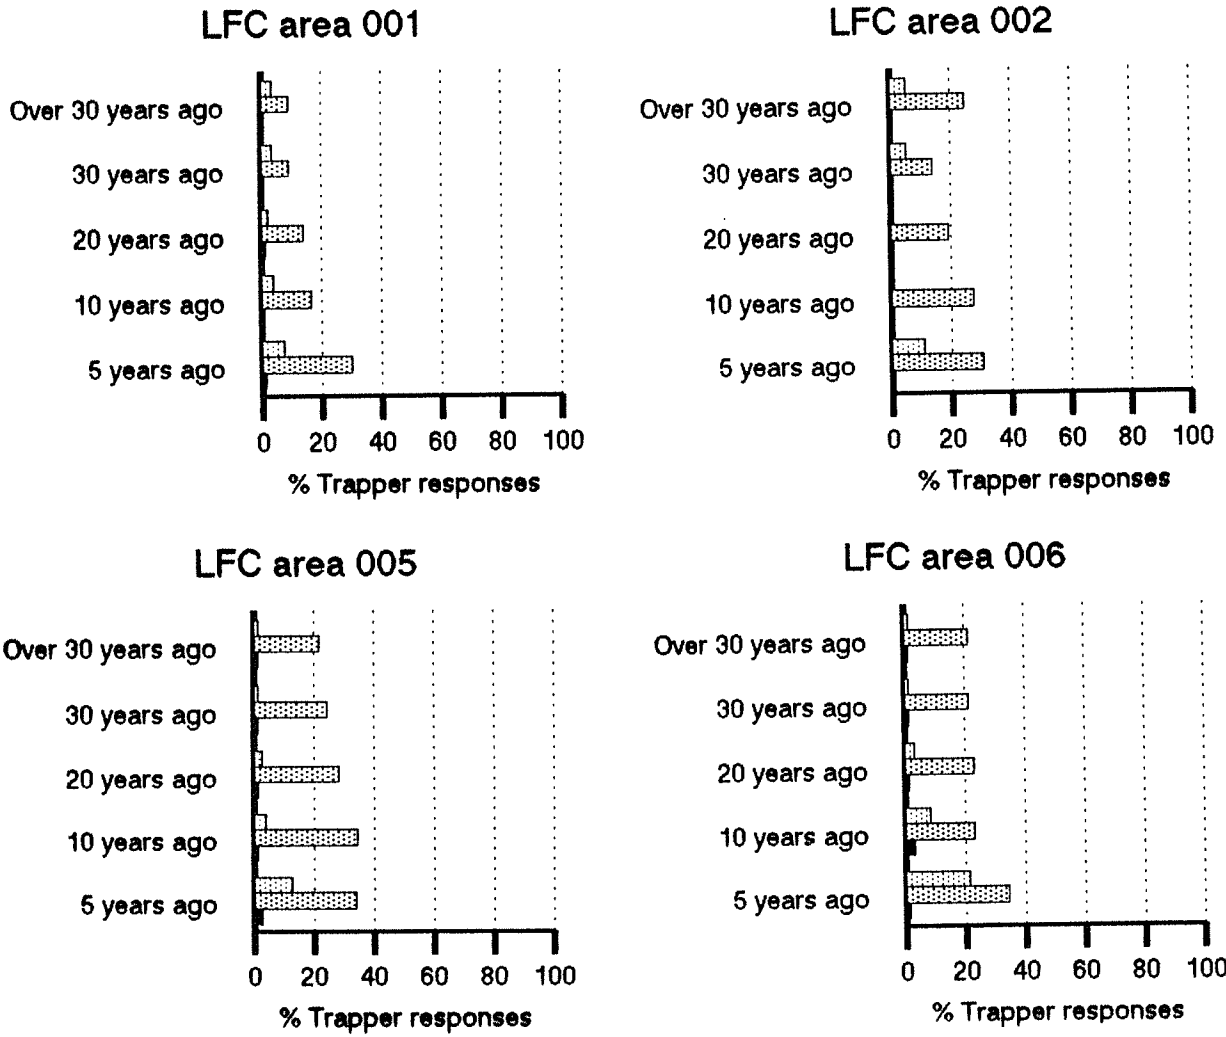 LFC area 001
Over 30 years ago
30 years ago
20 years ago
10 years ago
5 years ago
0 20 40 60 80 100
% Trapper responses
LFC area 002
Over 30 years ago
30 years ago
20 years ago
10 years ago
5 years ago
0 20 40 60 80 100
% Trapper responses
LFC area 005
Over 30 years ago
30 years ago
20 years ago
10 years ago
5 years ago
0 20 40 60 80 100
% Trapper responses
LFC area 006
Over 30 years ago
30 years ago
20 years ago
10 years ago
5 years ago
0 20 40 60 80 100
% Trapper responses